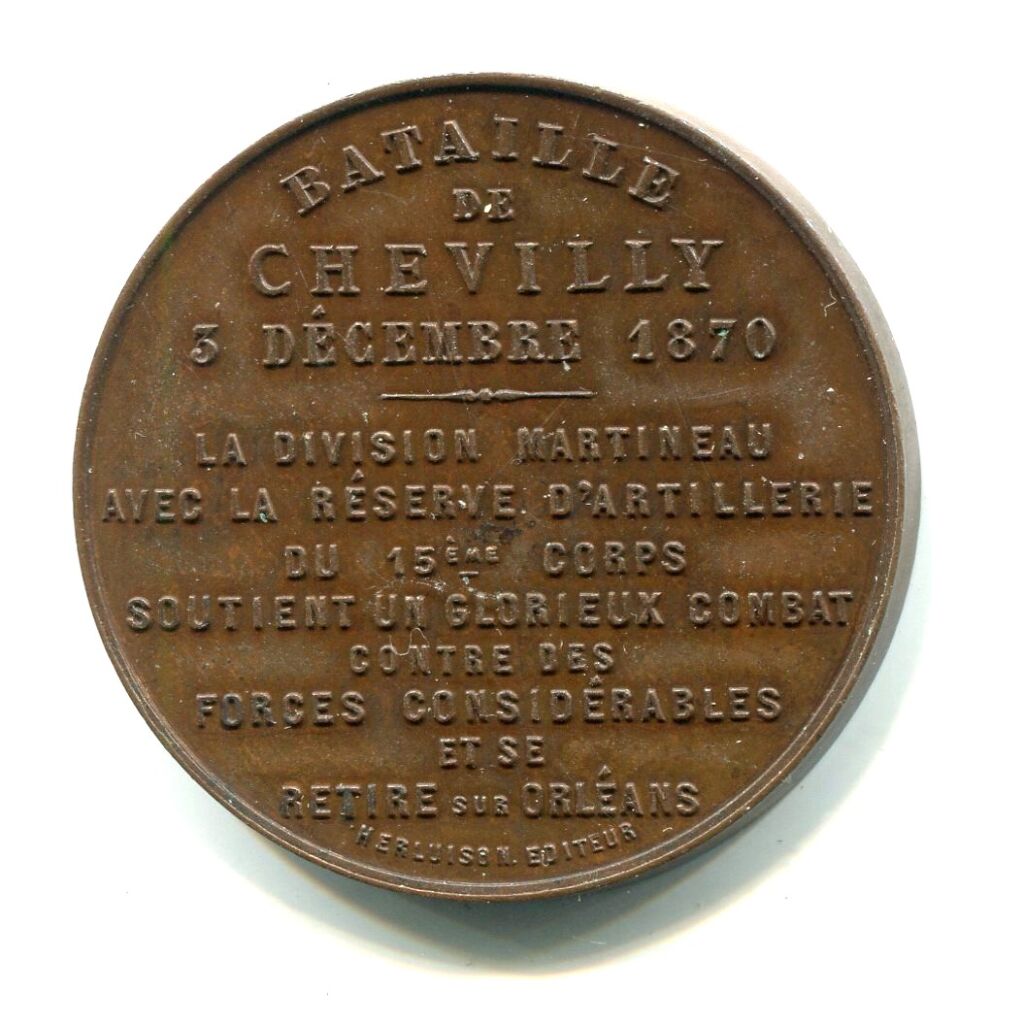 BATAILLE
DE
CHEVILLY
3 DÉCEMBRE 1870
LA DIVISION MARTINEAU
AVEC LA RÉSERVE D'ARTILLERIE
DU 15ÈME CORPS
SOUTIENT UN GLORIEUX COMBAT
CONTRE DES
FORCES CONSIDÉRABLES
ET SE
RETIRE SUR ORLÉANS
HERLUISON. EDITEUR